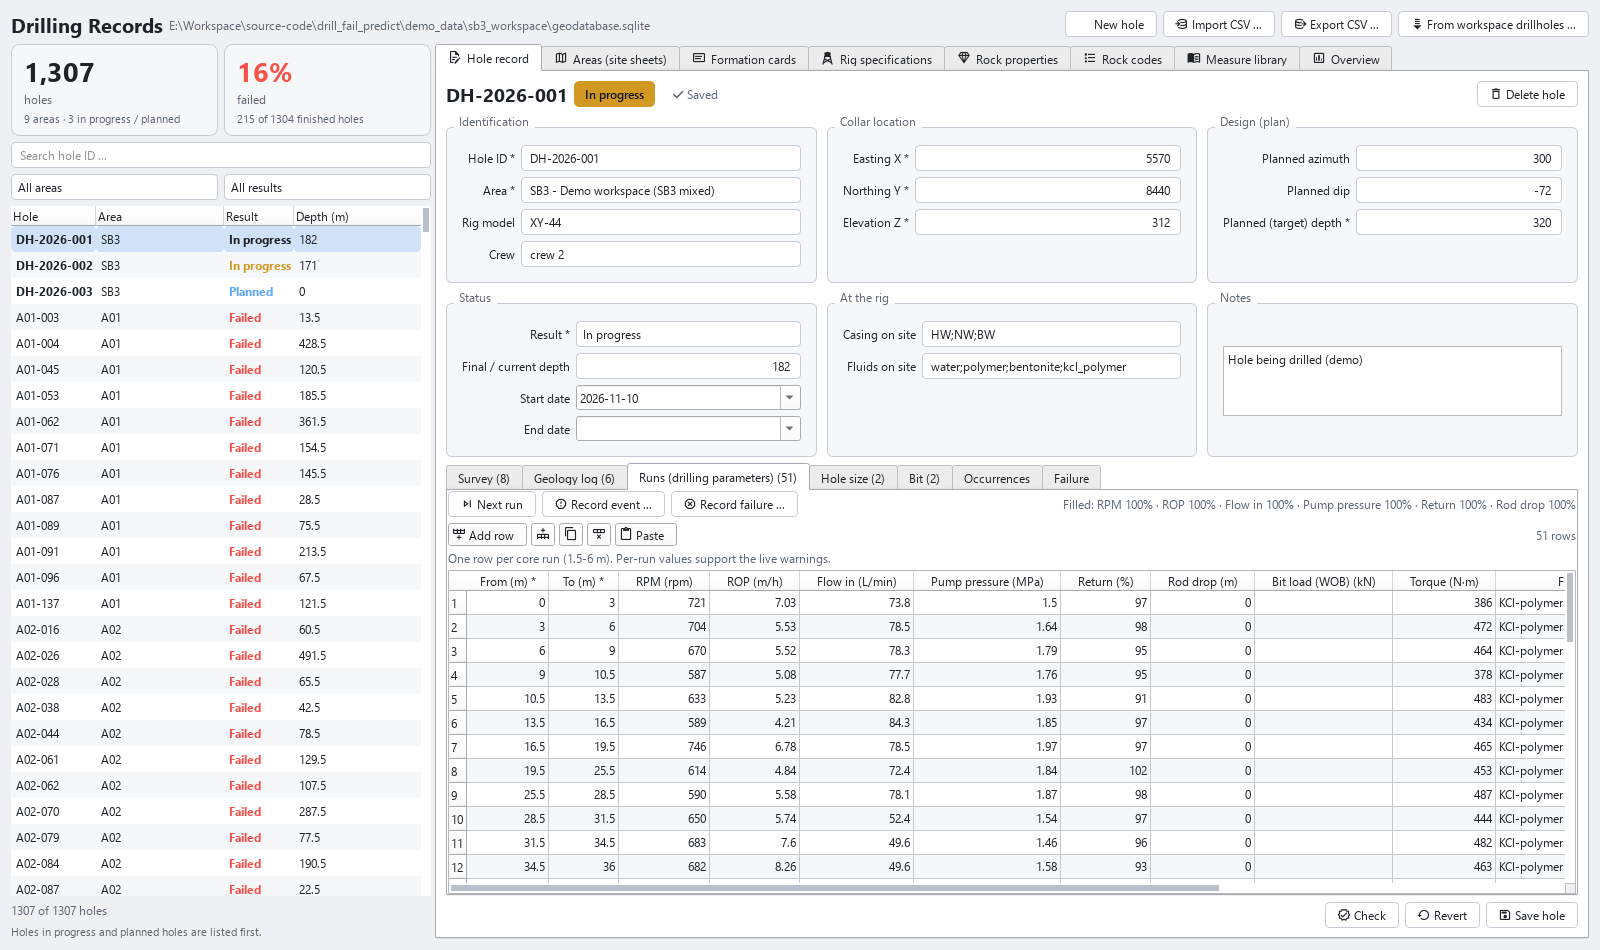 Drilling Records E:\Workspace\source-code\drill_fail_predict\demo_data\sb3_workspace\geodatabase.sqlite
New hole
Import CSV ...
Export CSV ...
From workspace drillholes ...
1,307
holes
9 areas · 3 in progress / planned
16%
failed
215 of 1304 finished holes
Search hole ID ...
All areas
All results
Hole Area Result Depth (m)
DH-2026-001 SB3 In progress 182
DH-2026-002 SB3 In progress 171
DH-2026-003 SB3 Planned 0
A01-003 A01 Failed 13.5
A01-004 A01 Failed 428.5
A01-045 A01 Failed 120.5
A01-053 A01 Failed 185.5
A01-062 A01 Failed 361.5
A01-071 A01 Failed 154.5
A01-076 A01 Failed 145.5
A01-087 A01 Failed 28.5
A01-089 A01 Failed 75.5
A01-091 A01 Failed 213.5
A01-096 A01 Failed 67.5
A01-137 A01 Failed 121.5
A02-016 A02 Failed 60.5
A02-026 A02 Failed 491.5
A02-028 A02 Failed 65.5
A02-038 A02 Failed 42.5
A02-044 A02 Failed 78.5
A02-061 A02 Failed 129.5
A02-062 A02 Failed 107.5
A02-070 A02 Failed 287.5
A02-079 A02 Failed 77.5
A02-084 A02 Failed 190.5
A02-087 A02 Failed 22.5
1307 of 1307 holes
Holes in progress and planned holes are listed first.
Hole record
Areas (site sheets)
Formation cards
Rig specifications
Rock properties
Rock codes
Measure library
Overview
DH-2026-001 In progress Saved
Delete hole
Identification
Hole ID * DH-2026-001
Area * SB3 - Demo workspace (SB3 mixed)
Rig model XY-44
Crew crew 2
Collar location
Easting X * 5570
Northing Y * 8440
Elevation Z * 312
Design (plan)
Planned azimuth 300
Planned dip -72
Planned (target) depth * 320
Status
Result * In progress
Final / current depth 182
Start date 2026-11-10
End date
At the rig
Casing on site HW;NW;BW
Fluids on site water;polymer;bentonite;kcl_polymer
Notes
Hole being drilled (demo)
Survey (8)
Geology log (6)
Runs (drilling parameters) (51)
Hole size (2)
Bit (2)
Occurrences
Failure
Next run
Record event ...
Record failure ...
Filled: RPM 100% · ROP 100% · Flow in 100% · Pump pressure 100% · Return 100% · Rod drop 100%
Add row
Paste
51 rows
One row per core run (1.5-6 m). Per-run values support the live warnings.
From (m) * To (m) * RPM (rpm) ROP (m/h) Flow in (L/min) Pump pressure (MPa) Return (%) Rod drop (m) Bit load (WOB) (kN) Torque (N·m) F
1 0 3 721 7.03 73.8 1.5 97 0 386 KCl-polymer
2 3 6 704 5.53 78.5 1.64 98 0 472 KCl-polymer
3 6 9 670 5.52 78.3 1.79 95 0 464 KCl-polymer
4 9 10.5 587 5.08 77.7 1.76 95 0 378 KCl-polymer
5 10.5 13.5 633 5.23 82.8 1.93 91 0 483 KCl-polymer
6 13.5 16.5 589 4.21 84.3 1.85 97 0 434 KCl-polymer
7 16.5 19.5 746 6.78 78.5 1.97 97 0 465 KCl-polymer
8 19.5 25.5 614 4.84 72.4 1.84 102 0 453 KCl-polymer
9 25.5 28.5 590 5.58 78.1 1.87 98 0 487 KCl-polymer
10 28.5 31.5 650 5.74 52.4 1.54 97 0 444 KCl-polymer
11 31.5 34.5 683 7.6 49.6 1.46 96 0 482 KCl-polymer
12 34.5 36 682 8.26 49.6 1.58 93 0 463 KCl-polymer
Check
Revert
Save hole